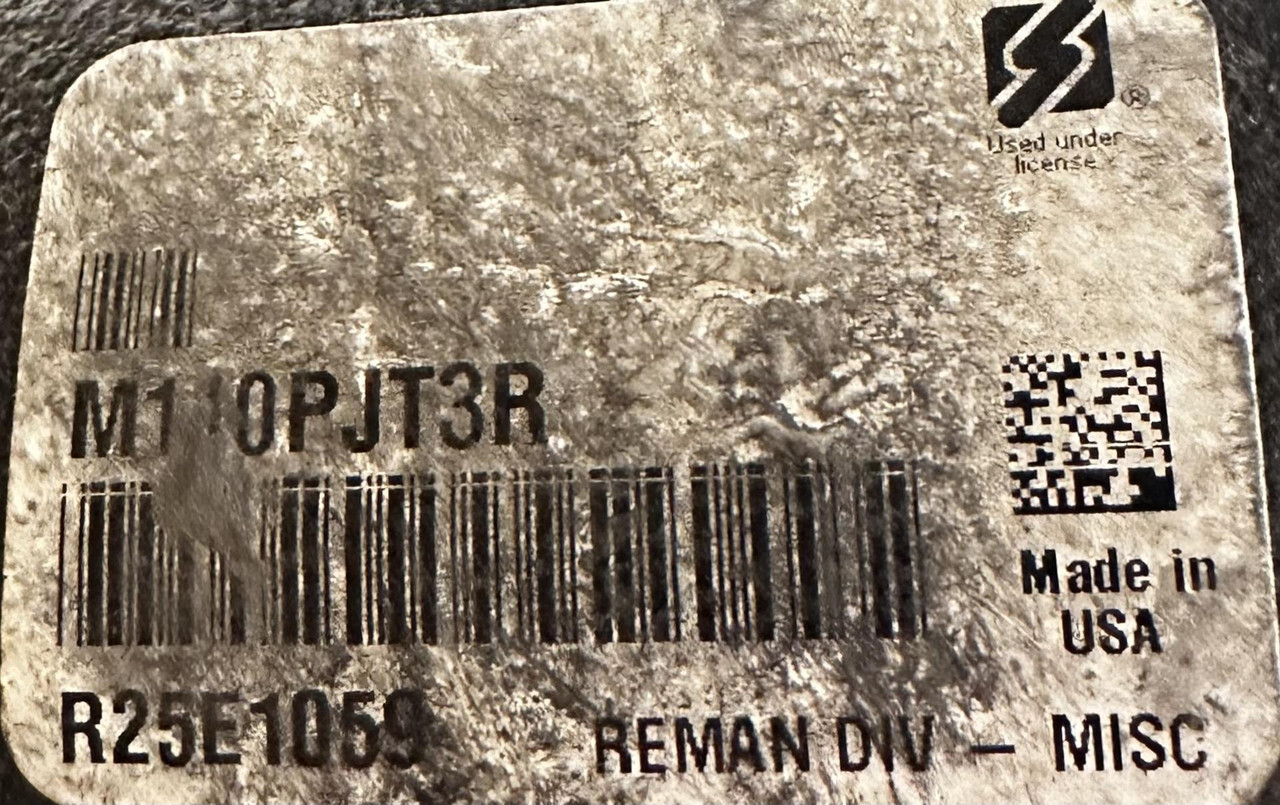 ®
Used under
license
R25E1059
REMAN DIV – MISC
Made in
USA